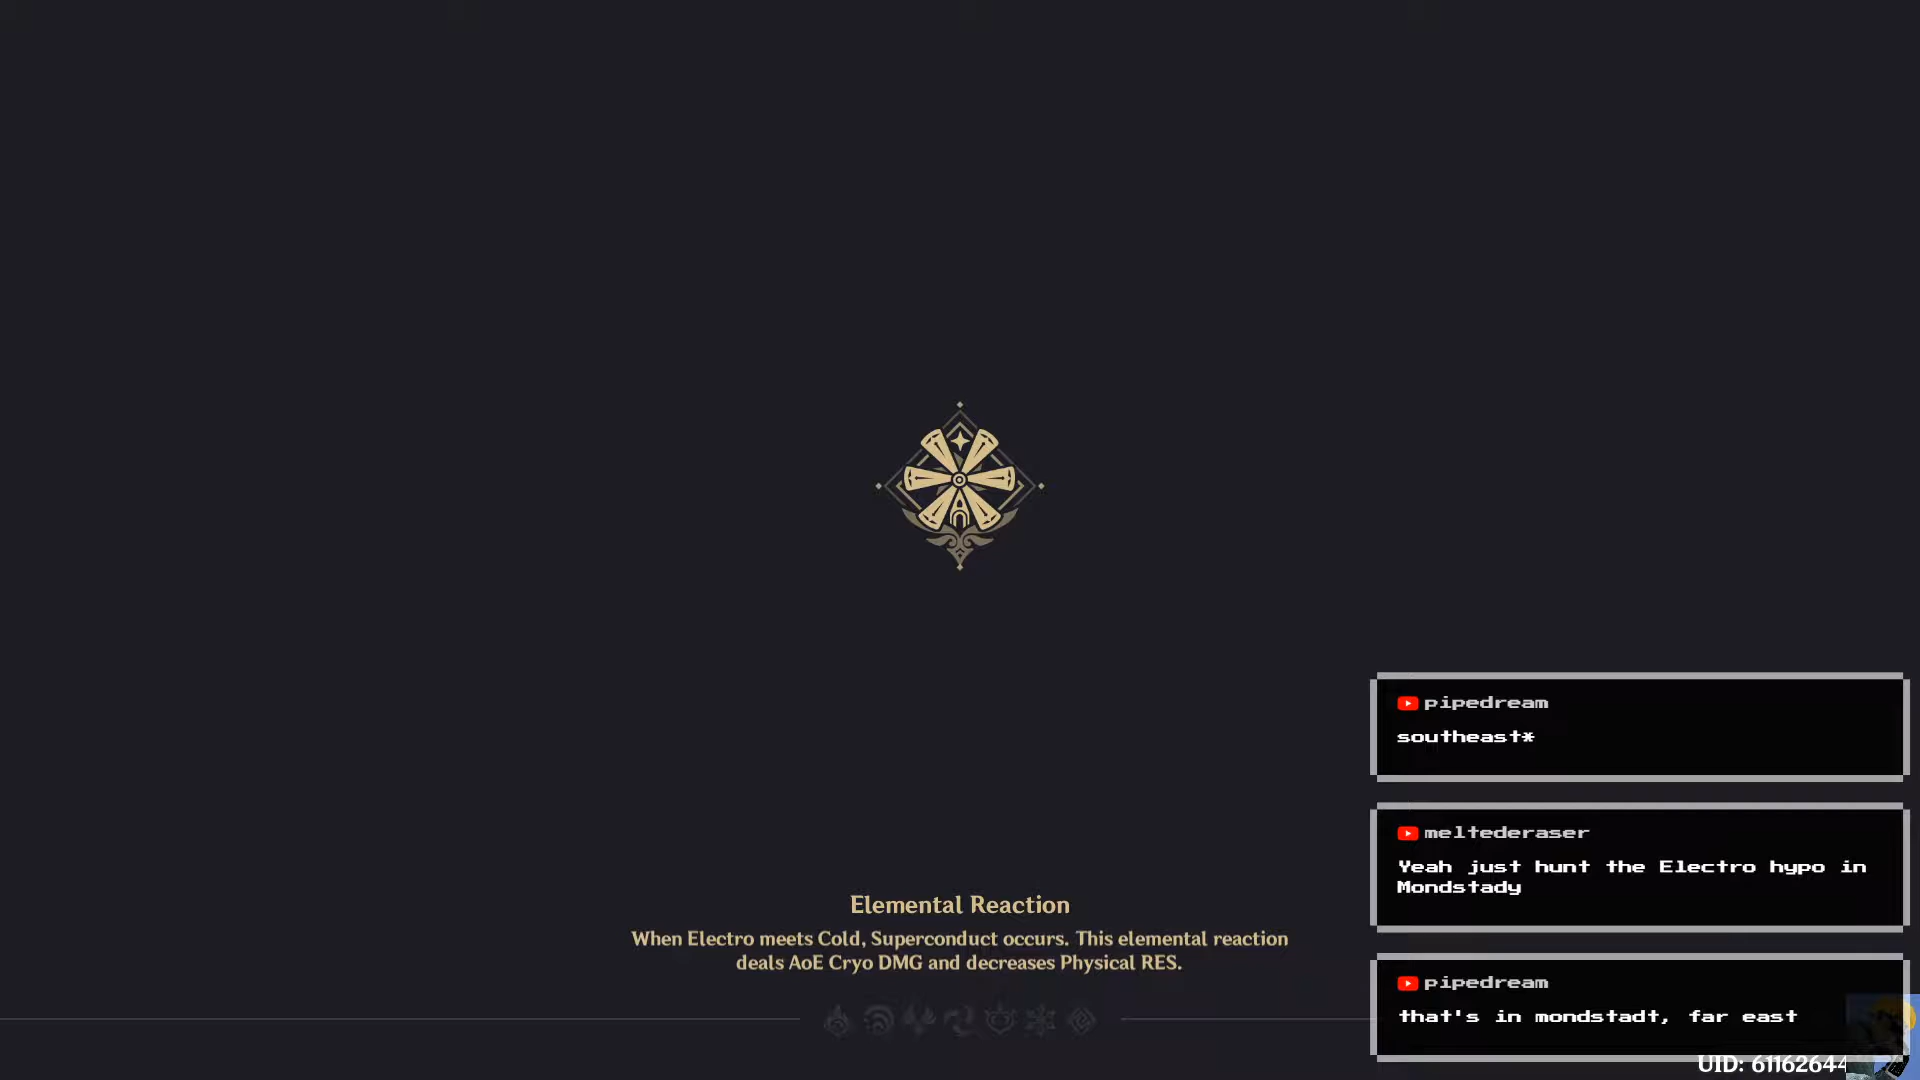 pipedream
southeast*
meltederaser
Yeah just hunt the Electro hypo in
Mondstady
Elemental Reaction
When Electro meets Cold, Superconduct occurs. This elemental reaction
deals AoE Cryo DMG and decreases Physical RES.
pipedream
that's in mondstadt, far east
UID: 61162644